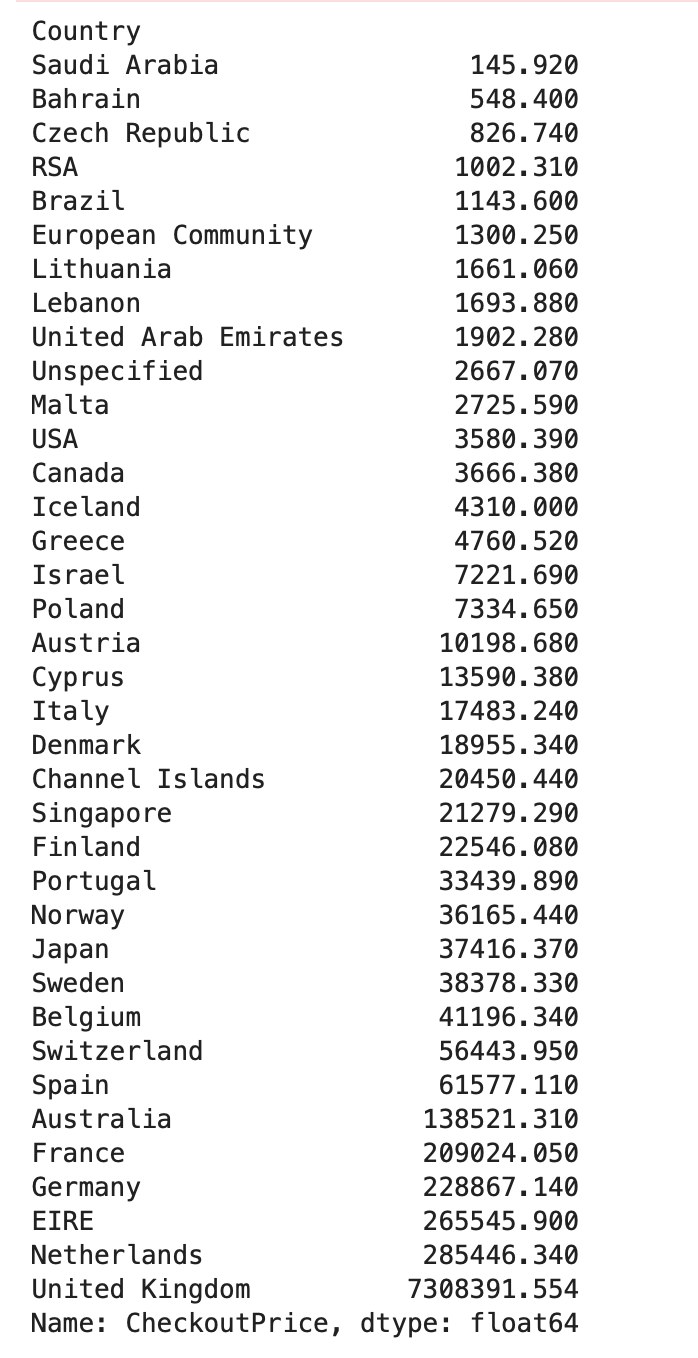 Country
Saudi Arabia 145.920
Bahrain 548.400
Czech Republic 826.740
RSA 1002.310
Brazil 1143.600
European Community 1300.250
Lithuania 1661.060
Lebanon 1693.880
United Arab Emirates 1902.280
Unspecified 2667.070
Malta 2725.590
USA 3580.390
Canada 3666.380
Iceland 4310.000
Greece 4760.520
Israel 7221.690
Poland 7334.650
Austria 10198.680
Cyprus 13590.380
Italy 17483.240
Denmark 18955.340
Channel Islands 20450.440
Singapore 21279.290
Finland 22546.080
Portugal 33439.890
Norway 36165.440
Japan 37416.370
Sweden 38378.330
Belgium 41196.340
Switzerland 56443.950
Spain 61577.110
Australia 138521.310
France 209024.050
Germany 228867.140
EIRE 265545.900
Netherlands 285446.340
United Kingdom 7308391.554
Name: CheckoutPrice, dtype: float64